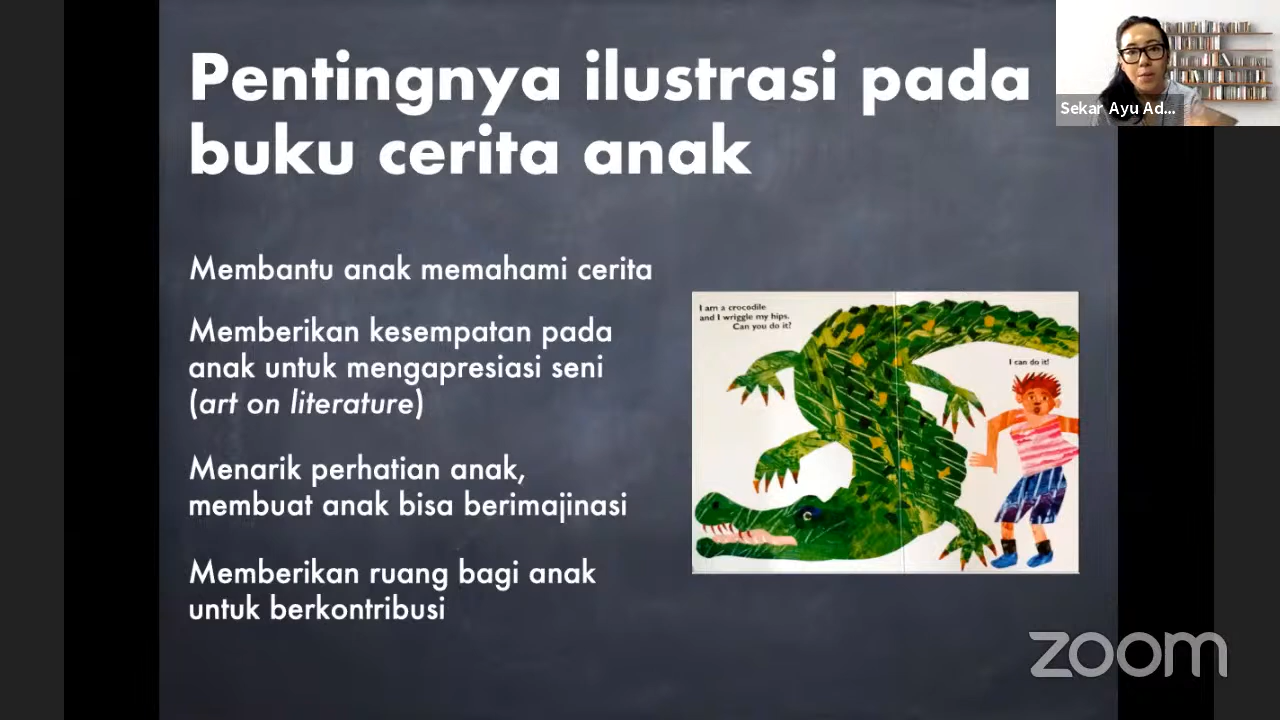 Pentingnya ilustrasi pada
buku cerita anak
Sekar Ayu Ad...
Membantu anak memahami cerita
Memberikan kesempatan pada
anak untuk mengapresiasi seni
(art on literature)
Menarik perhatian anak,
membuat anak bisa berimajinasi
Memberikan ruang bagi anak
untuk berkontribusi
I am a crocodile
and I wriggle my hips.
Can you do it?
I can do it!
zoom